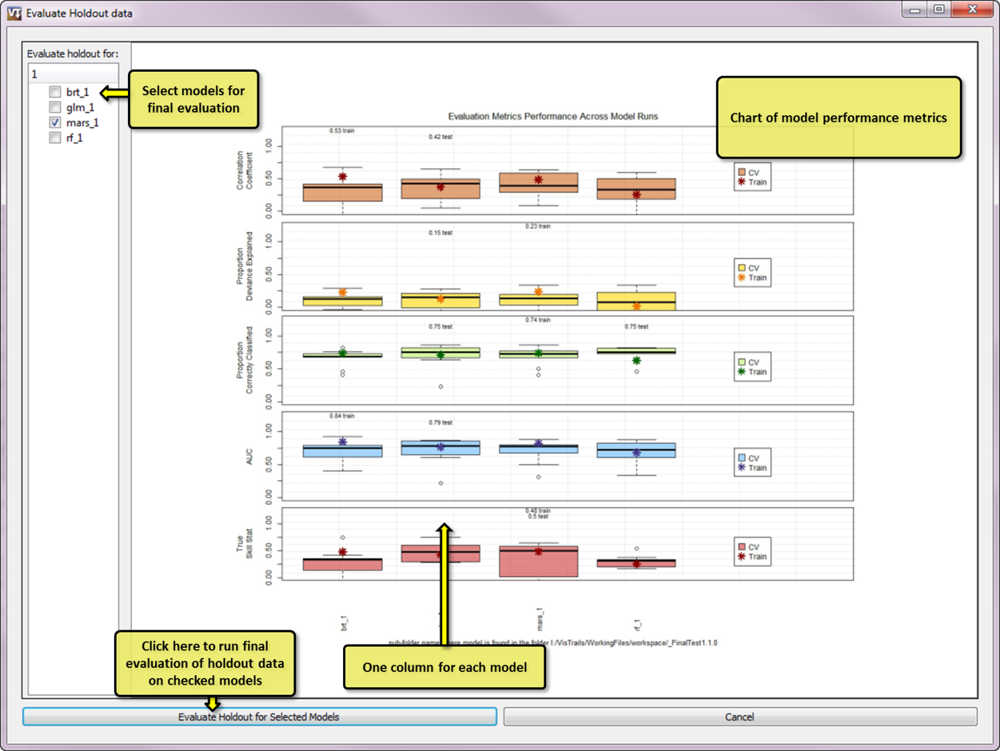 VT Evaluate Holdout data
Evaluate holdout for:
1
brt_1
glm_1
mars_1
rf_1
Select models for
final evaluation
Chart of model performance metrics
Evaluation Metrics Performance Across Model Runs
0.53 train
0.42 test
Correlation
Coefficient
1.00
0.50
0.00
CV
Train
0.23 train
0.15 test
Proportion
Deviance Explained
1.00
0.50
0.00
CV
Train
0.74 train
0.75 test
0.75 test
Proportion
Correctly Classified
1.00
0.50
0.00
CV
Train
0.84 train
0.79 test
AUC
1.00
0.50
0.00
CV
Train
0.48 train
0.5 test
True
Skill Stat
1.00
0.50
0.00
CV
Train
brt_1
mars_1
rf_1
sub-folder name where model is found in the folder I:/VisTrails/WorkingFiles/workspace/_FinalTest1.1.0
Click here to run final
evaluation of holdout data
on checked models
One column for each model
Evaluate Holdout for Selected Models
Cancel